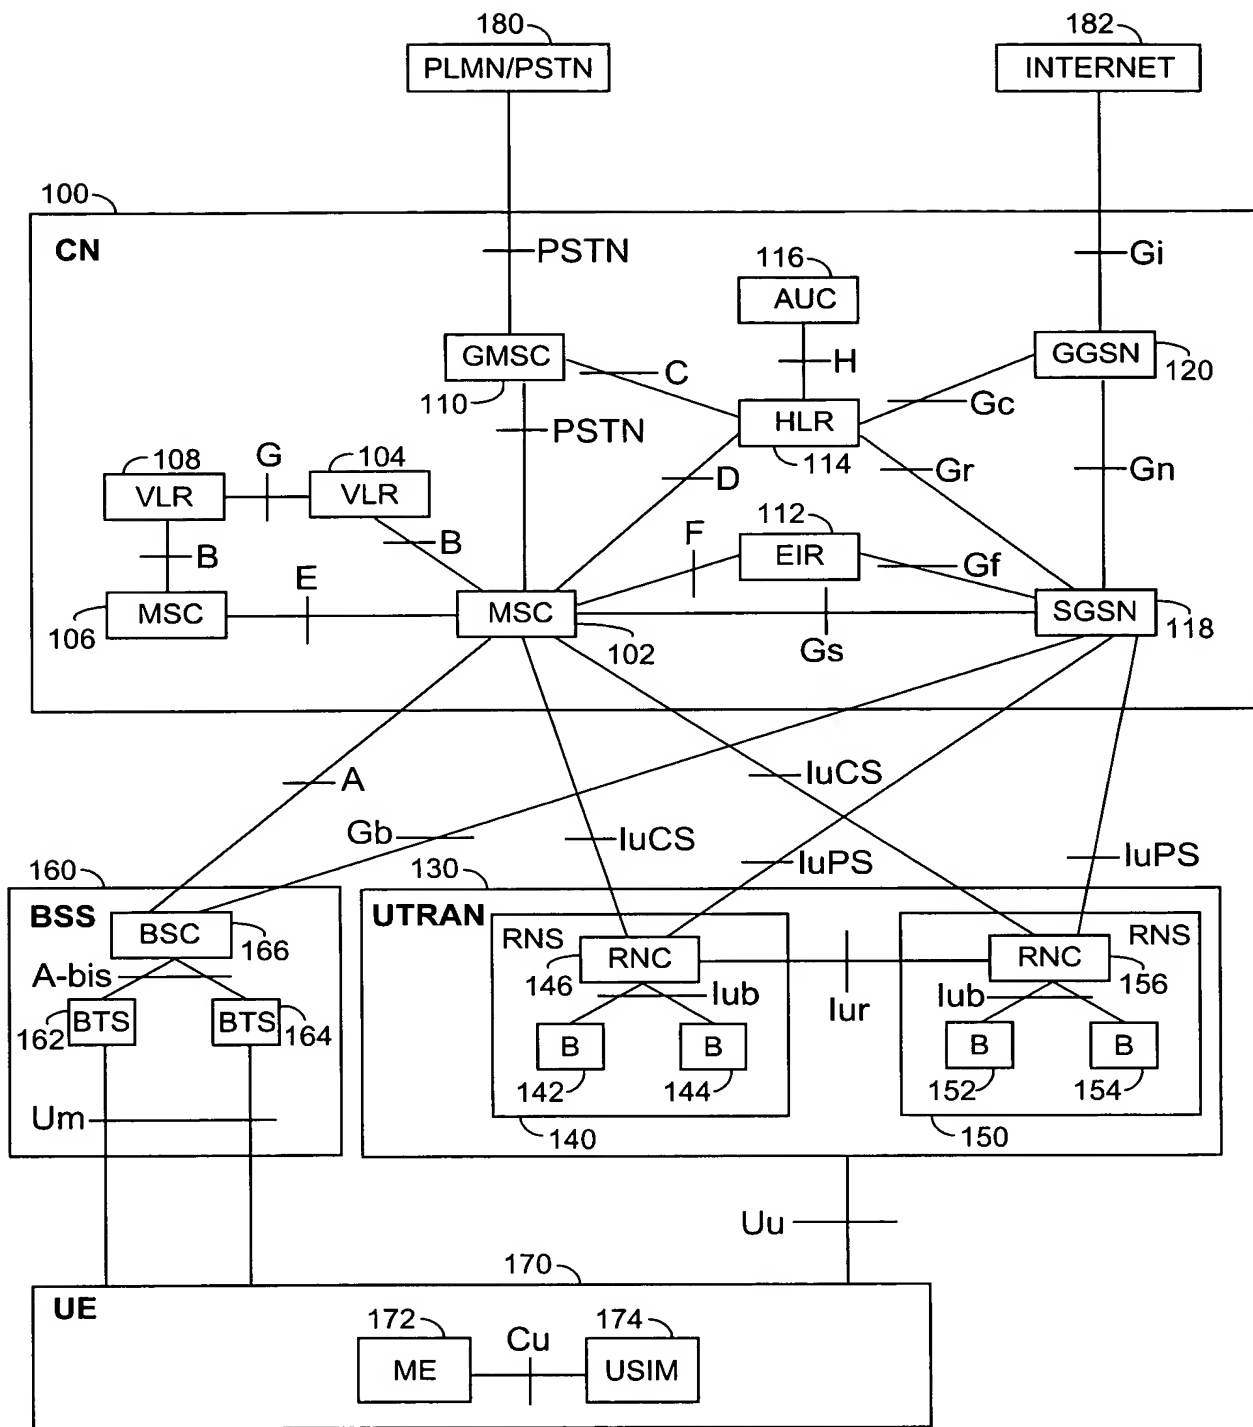 180
182
PLMN/PSTN
INTERNET
100
CN
PSTN
Gi
116
AUC
GMSC
GGSN
120
C
H
110
Gc
HLR
PSTN
114
G
108
104
D
Gr
Gn
VLR
VLR
112
F
B
B
EIR
Gf
E
MSC
MSC
SGSN
106
102
118
Gs
A
IuCS
Gb
IuCS
IuPS
IuPS
160
130
BSS
UTRAN
BSC
RNS
RNS
166
RNC
RNC
A-bis
146
156
Iub
Iub
Iur
BTS
BTS
162
164
B
B
B
B
142
144
152
154
Um
140
150
Uu
170
UE
172
174
Cu
ME
USIM